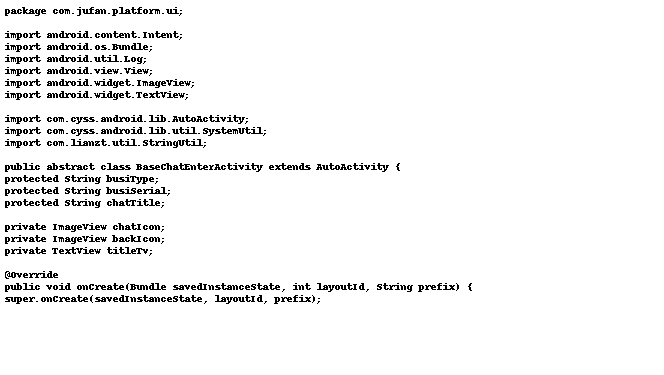 package com.jufan.platform.ui;
import android.content.Intent;
import android.os.Bundle;
import android.util.Log;
import android.view.View;
import android.widget.ImageView;
import android.widget.TextView;
import com.cyss.android.lib.AutoActivity;
import com.cyss.android.lib.util.SystemUtil;
import com.lianzt.util.StringUtil;
public abstract class BaseChatEnterActivity extends AutoActivity {
protected String busiType;
protected String busiSerial;
protected String chatTitle;
private ImageView chatIcon;
private ImageView backIcon;
private TextView titleTv;
@Override
public void onCreate(Bundle savedInstanceState, int layoutId, String prefix) {
super.onCreate(savedInstanceState, layoutId, prefix);